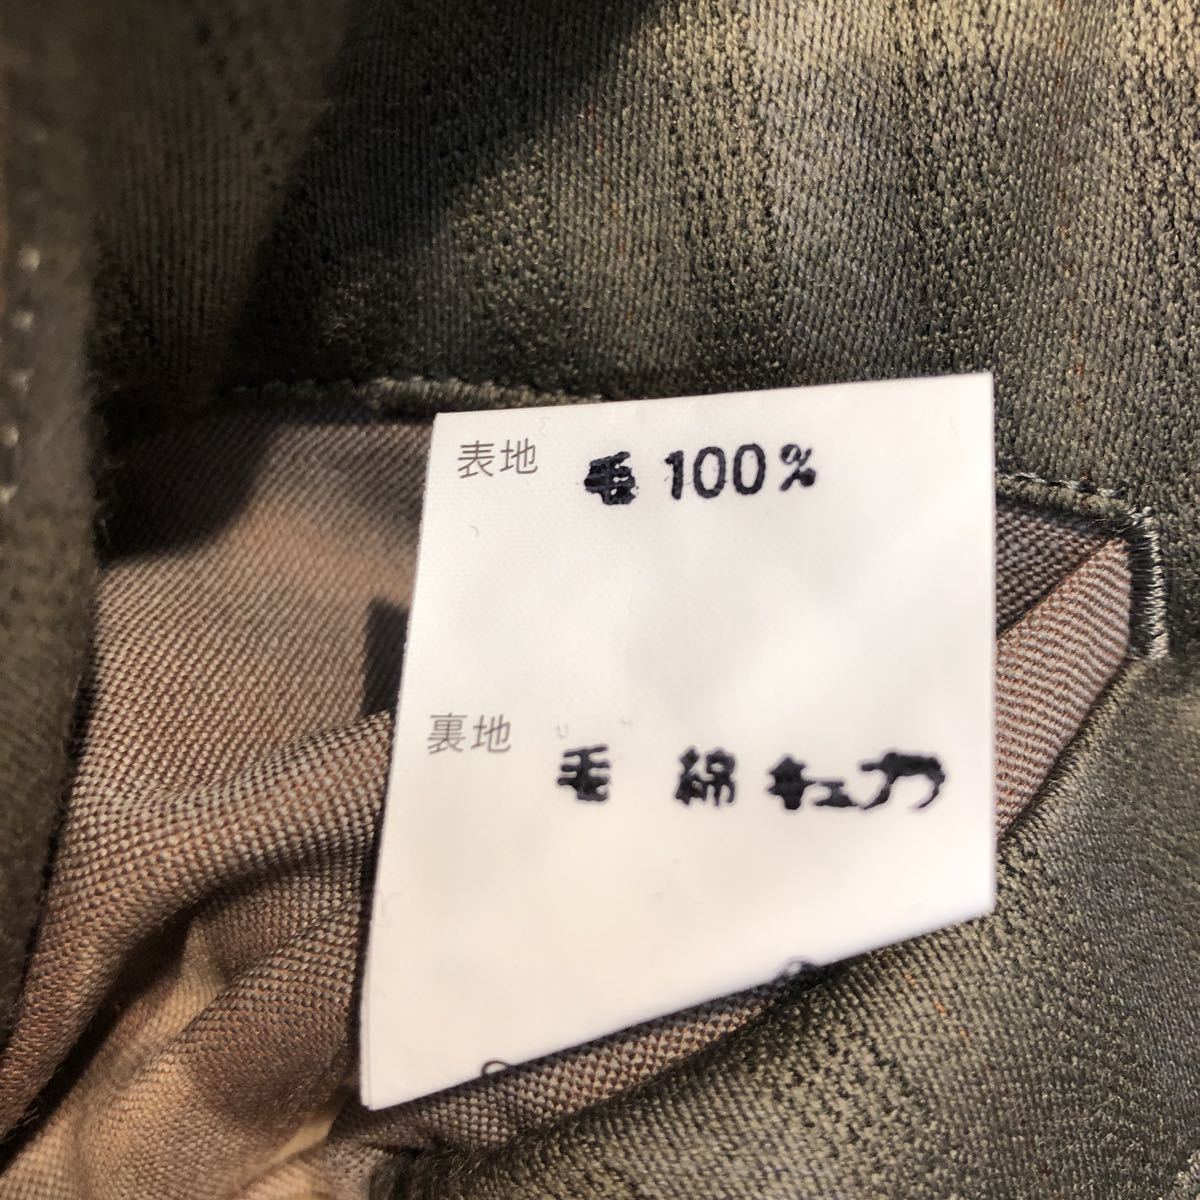 表地 毛 100%
裏地 毛 綿 キュプラ